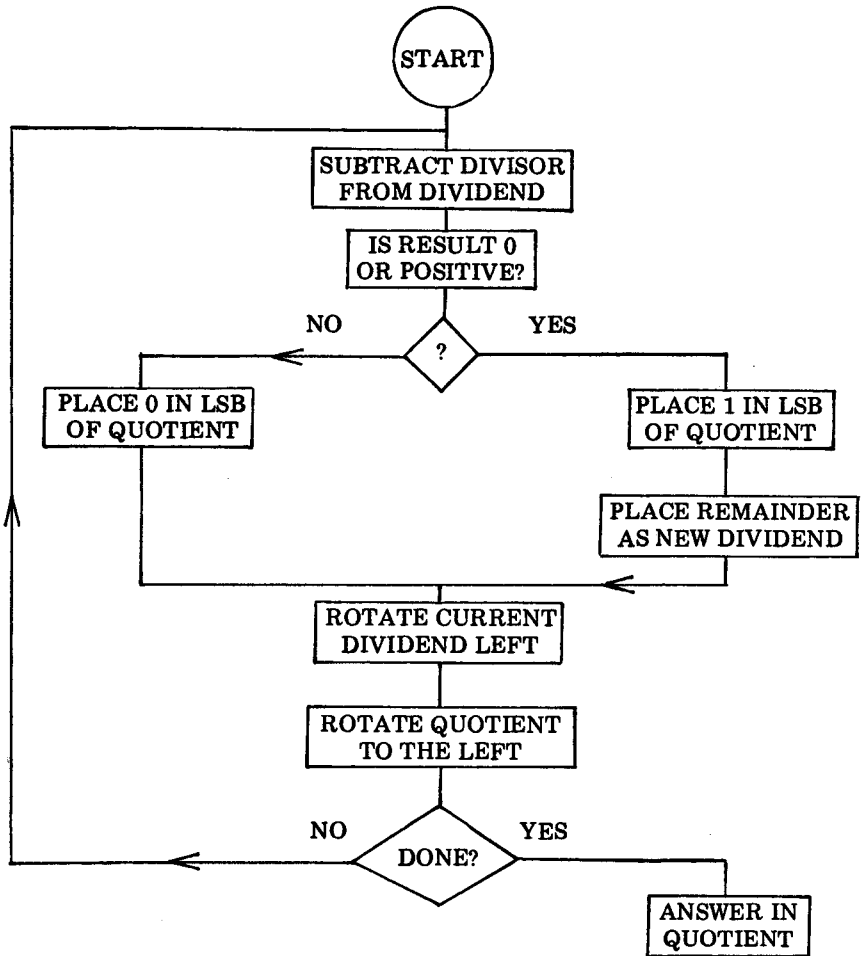 START
SUBTRACT DIVISOR
FROM DIVIDEND
IS RESULT 0
OR POSITIVE?
NO
YES
?
PLACE 0 IN LSB
OF QUOTIENT
PLACE 1 IN LSB
OF QUOTIENT
PLACE REMAINDER
AS NEW DIVIDEND
ROTATE CURRENT
DIVIDEND LEFT
ROTATE QUOTIENT
TO THE LEFT
NO
YES
DONE?
ANSWER IN
QUOTIENT